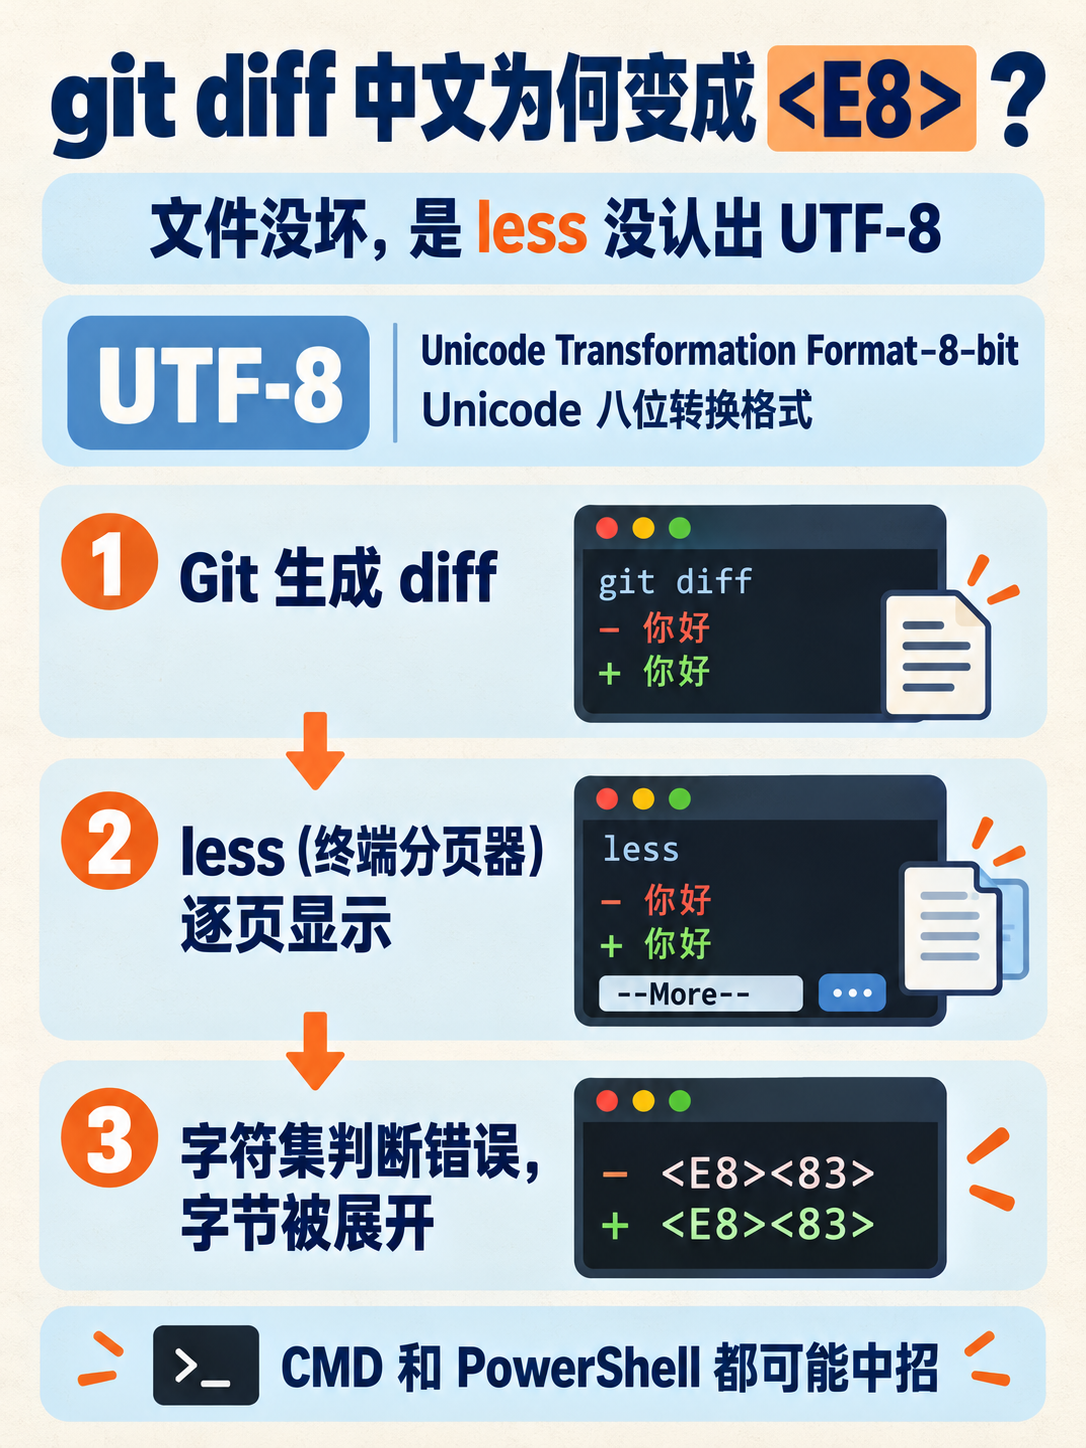 git diff 中文为何变成 <E8> ?
文件没坏，是 less 没认出 UTF-8
UTF-8
Unicode Transformation Format-8-bit
Unicode 八位转换格式
1
Git 生成 diff
git diff
- 你好
+ 你好
2
less (终端分页器)
逐页显示
less
- 你好
+ 你好
--More--
3
字符集判断错误，
字节被展开
- <E8><83>
+ <E8><83>
>_ CMD 和 PowerShell 都可能中招